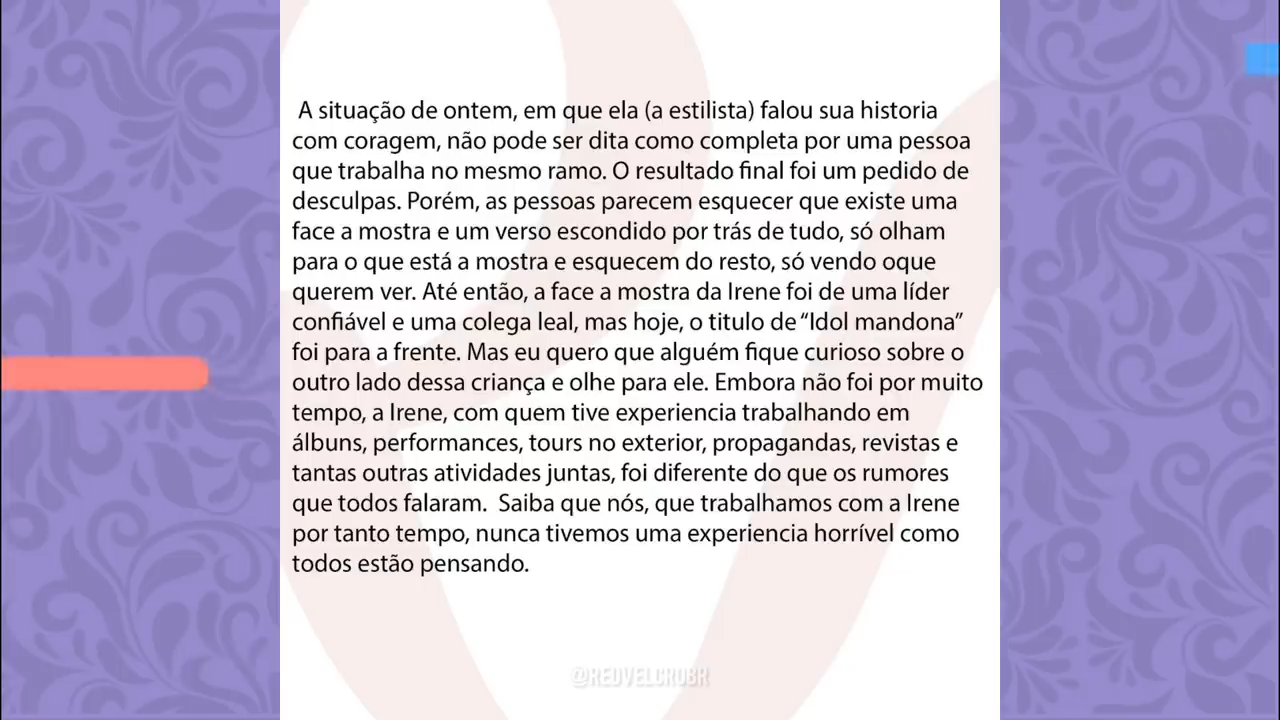 A situação de ontem, em que ela (a estilista) falou sua historia
com coragem, não pode ser dita como completa por uma pessoa
que trabalha no mesmo ramo. O resultado final foi um pedido de
desculpas. Porém, as pessoas parecem esquecer que existe uma
face a mostra e um verso escondido por trás de tudo, só olham
para o que está a mostra e esquecem do resto, só vendo oque
querem ver. Até então, a face a mostra da Irene foi de uma líder
confiável e uma colega leal, mas hoje, o titulo de “Idol mandona”
foi para a frente. Mas eu quero que alguém fique curioso sobre o
outro lado dessa criança e olhe para ele. Embora não foi por muito
tempo, a Irene, com quem tive experiencia trabalhando em
álbuns, performances, tours no exterior, propagandas, revistas e
tantas outras atividades juntas, foi diferente do que os rumores
que todos falaram.  Saiba que nós, que trabalhamos com a Irene
por tanto tempo, nunca tivemos uma experiencia horrível como
todos estão pensando.
@REDVELCROBR